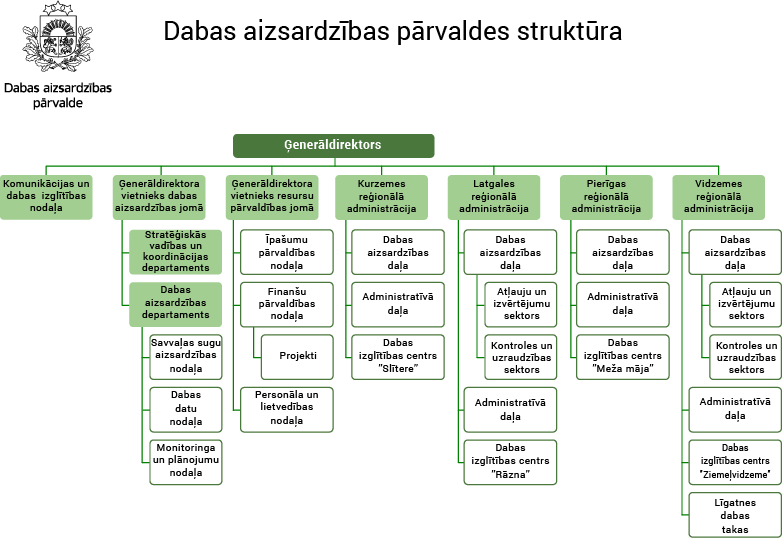 Dabas aizsardzības pārvaldes struktūra
Dabas aizsardzības
pārvalde
Ģenerāldirektors
Komunikācijas un
dabas izglītības
nodaļa
Ģenerāldirektora
vietnieks dabas
aizsardzības jomā
Stratēģiskās
vadības un
koordinācijas
departaments
Dabas
aizsardzības
departaments
Savvaļas sugu
aizsardzības
nodaļa
Dabas
datu
nodaļa
Monitoringa
un plānojumu
nodaļa
Ģenerāldirektora
vietnieks resursu
pārvaldības jomā
Īpašumu
pārvaldības
nodaļa
Finanšu
pārvaldības
nodaļa
Projekti
Personāla un
lietvedības
nodaļa
Kurzemes
reģionālā
administrācija
Dabas
aizsardzības
daļa
Administratīvā
daļa
Dabas
izglītības centrs
"Slītere"
Latgales
reģionālā
administrācija
Dabas
aizsardzības
daļa
Atļauju un
izvērtējumu
sektors
Kontroles un
uzraudzības
sektors
Administratīvā
daļa
Dabas
izglītības centrs
"Rāzna"
Pierīgas
reģionālā
administrācija
Dabas
aizsardzības
daļa
Administratīvā
daļa
Dabas
izglītības centrs
"Meža māja"
Vidzemes
reģionālā
administrācija
Dabas
aizsardzības
daļa
Atļauju un
izvērtējumu
sektors
Kontroles un
uzraudzības
sektors
Administratīvā
daļa
Dabas
izglītības centrs
"Ziemeļvidzeme"
Līgatnes
dabas
takas